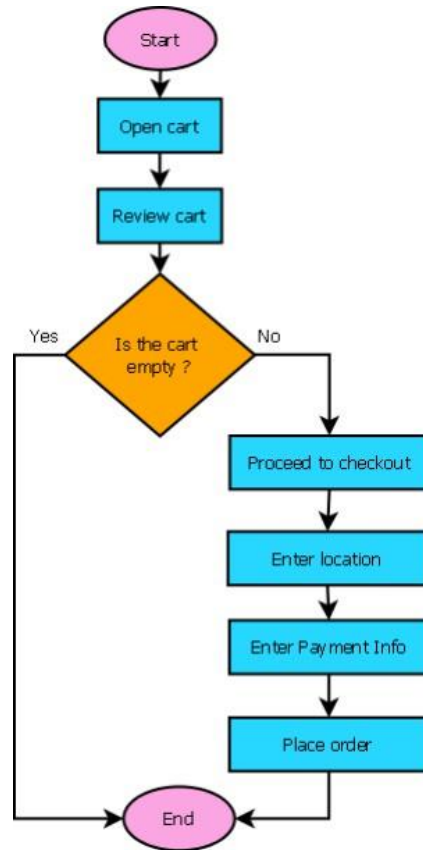 Start
Open cart
Review cart
Yes
No
Is the cart
empty ?
Proceed to checkout
Enter location
Enter Payment Info
Place order
End